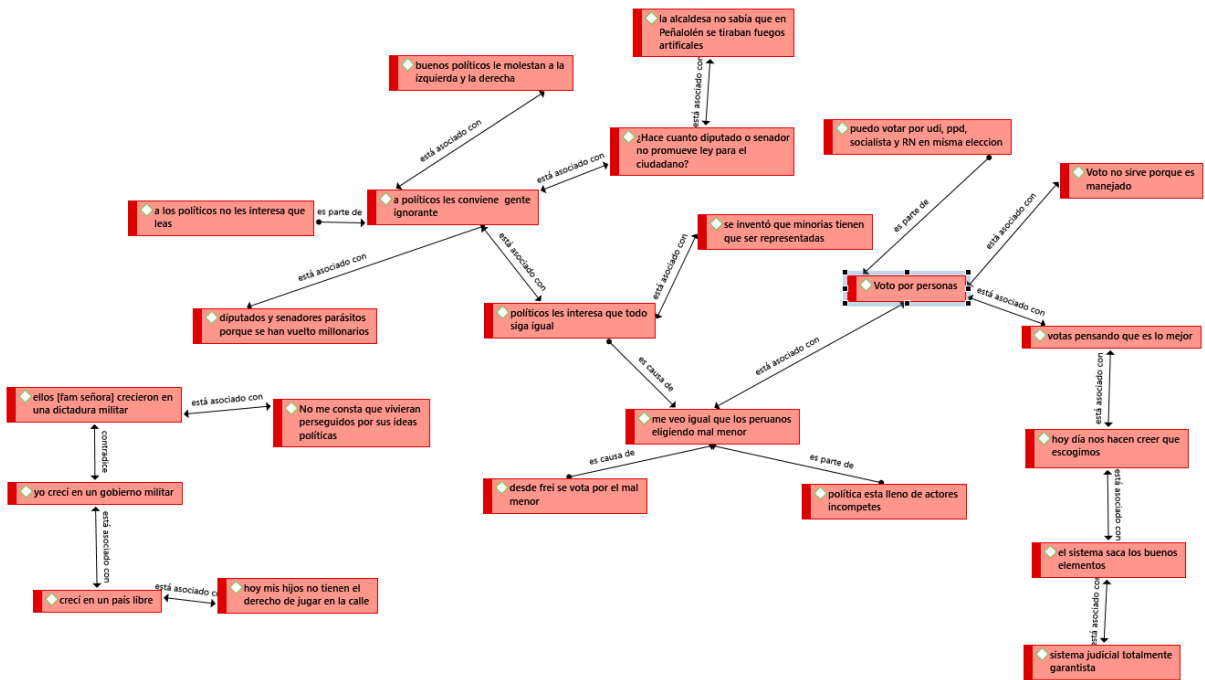 la alcaldesa no sabía que en
Peñalolén se tiraban fuegos
artificales
está asociado con
buenos políticos le molestan a la
izquierda y la derecha
está asociado con
¿Hace cuanto diputado o senador
no promueve ley para el
ciudadano?
está asociado con
puedo votar por udi, ppd,
socialista y RN en misma eleccion
es parte de
Voto no sirve porque es
manejado
está asociado con
a los políticos no les interesa que
leas
es parte de
a políticos les conviene gente
ignorante
está asociado con
está asociado con
se inventó que minorias tienen
que ser representadas
está asociado con
Voto por personas
está asociado con
diputados y senadores parásitos
porque se han vuelto millonarios
políticos les interesa que todo
siga igual
es causa de
está asociado con
votas pensando que es lo mejor
está asociado con
ellos [fam señora] crecieron en
una dictadura militar
está asociado con
No me consta que vivieran
perseguidos por sus ideas
políticas
contradice
me veo igual que los peruanos
eligiendo mal menor
es causa de
es parte de
hoy día nos hacen creer que
escogimos
está asociado con
yo crecí en un gobierno militar
está asociado con
desde frei se vota por el mal
menor
política esta lleno de actores
incompetes
el sistema saca los buenos
elementos
está asociado con
crecí en un país libre
está asociado co
hoy mis hijos no tienen el
derecho de jugar en la calle
sistema judicial totalmente
garantista